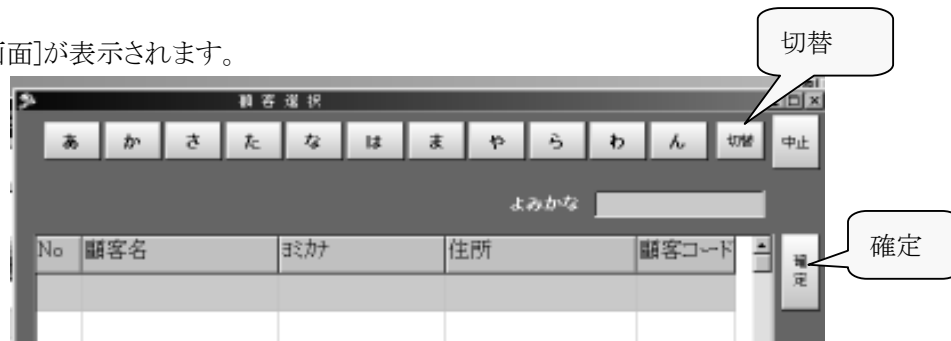 面]が表示されます。
切替
顧客選択
あ か さ た な は ま や ら わ ん 切替 中止
よみかな
No 顧客名 ﾖﾐｶﾅ 住所 顧客コード
確定
確定